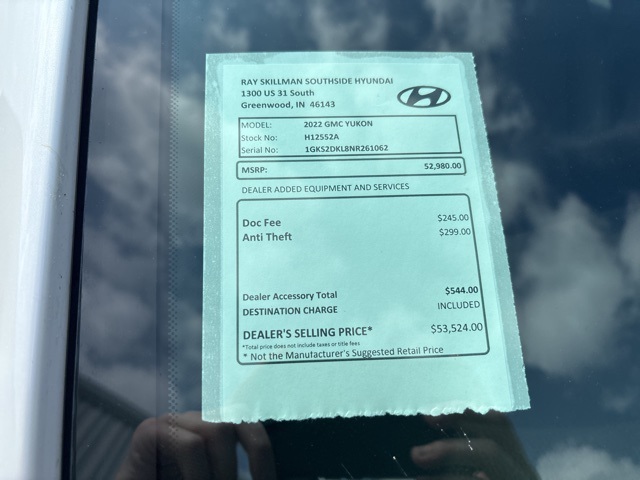 RAY SKILLMAN SOUTHSIDE HYUNDAI
1300 US 31 South
Greenwood, IN 46143
MODEL: 2022 GMC YUKON
Stock No: H12552A
Serial No: 1GKS2DKL8NR261062
MSRP: 52,980.00
DEALER ADDED EQUIPMENT AND SERVICES
Doc Fee $245.00
Anti Theft $299.00
Dealer Accessory Total $544.00
DESTINATION CHARGE INCLUDED
DEALER'S SELLING PRICE* $53,524.00
*Total price does not include taxes or title fees
* Not the Manufacturer's Suggested Retail Price